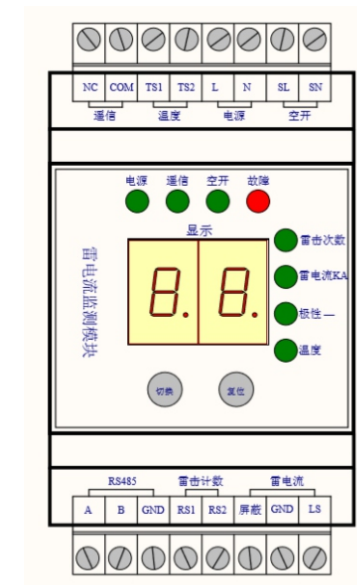 NC COM TS1 TS2 L N SL SN
遥信 温度 电源 空开
电源 遥信 空开 故障
显示
雷击次数
雷电流KA
极性—
温度
雷电流监测模块
8. 8.
切换 复位
RS485 雷击计数 雷电流
A B GND RS1 RS2 屏蔽 GND LS